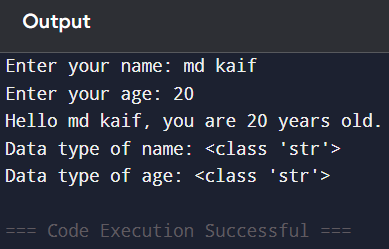 Output
Enter your name: md kaif
Enter your age: 20
Hello md kaif, you are 20 years old.
Data type of name: <class 'str'>
Data type of age: <class 'str'>
=== Code Execution Successful ===